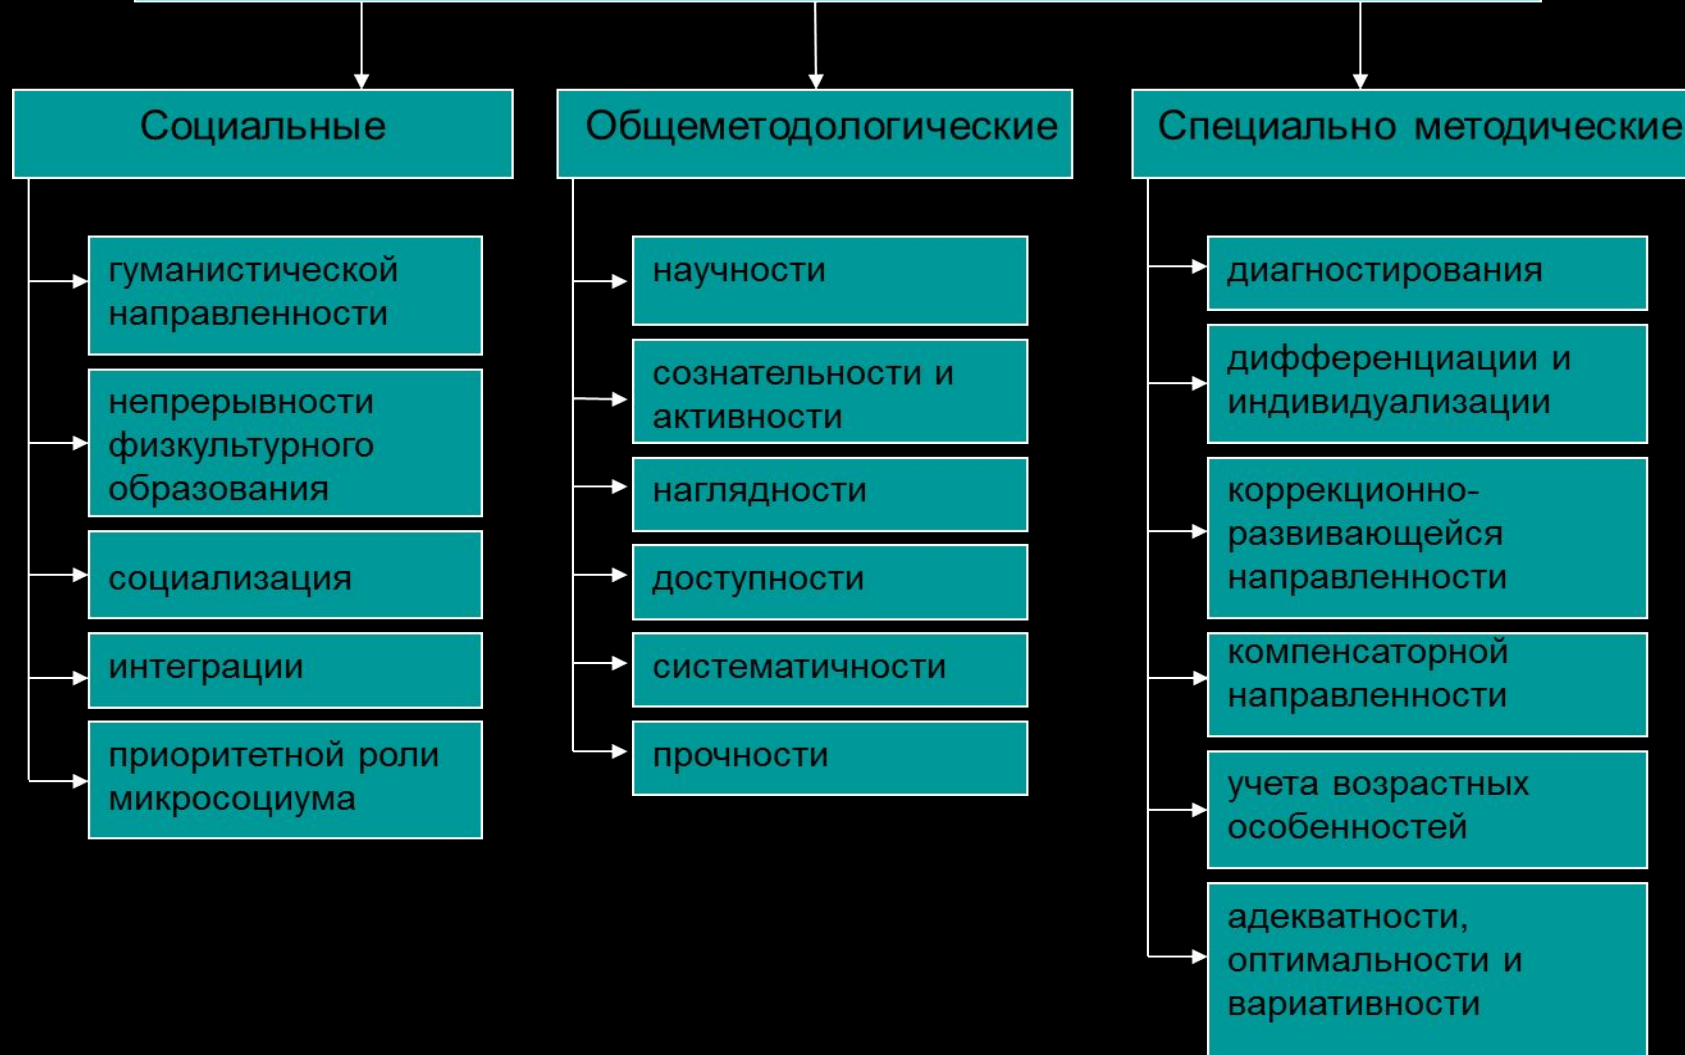 Социальные
гуманистической
направленности
непрерывности
физкультурного
образования
социализация
интеграции
приоритетной роли
микросоциума
Общеметодологические
научности
сознательности и
активности
наглядности
доступности
систематичности
прочности
Специально методические
диагностирования
дифференциации и
индивидуализации
коррекционно-
развивающейся
направленности
компенсаторной
направленности
учета возрастных
особенностей
адекватности,
оптимальности и
вариативности